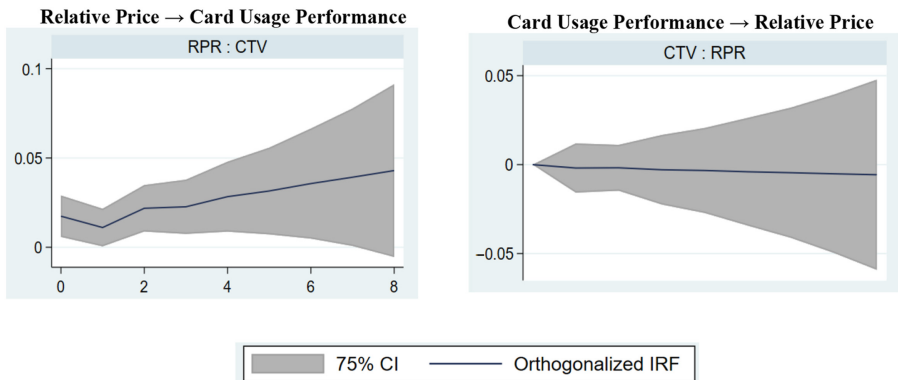 Relative Price → Card Usage Performance
RPR : CTV
0.1
0.05
0
0 2 4 6 8
Card Usage Performance → Relative Price
CTV : RPR
0.05
0
−0.05
75% CI Orthogonalized IRF